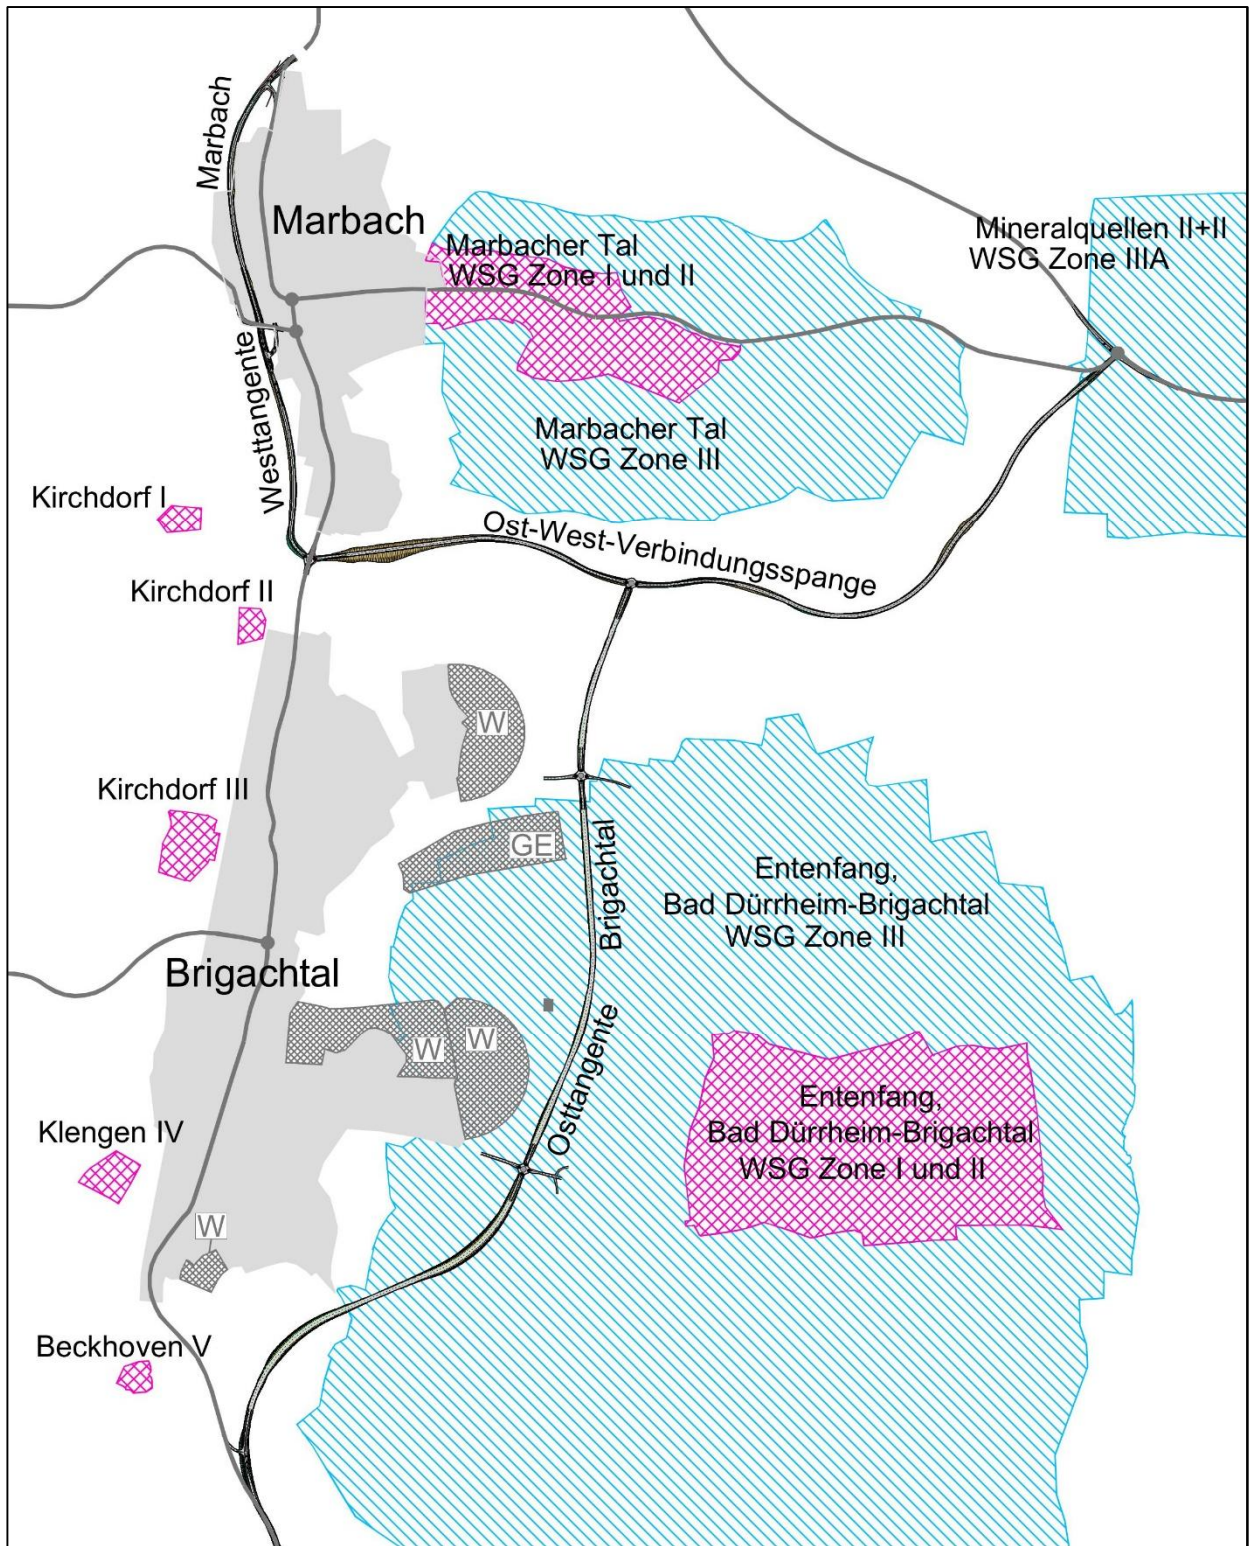 Marbach
Marbach
Marbacher Tal
WSG Zone I und II
Mineralquellen II+II
WSG Zone IIIA
Westtangente
Marbacher Tal
WSG Zone III
Kirchdorf I
Ost-West-Verbindungsspange
Kirchdorf II
W
Kirchdorf III
GE
Brigachtal
Entenfang,
Bad Dürrheim-Brigachtal
WSG Zone III
Brigachtal
W
W
Osttangente
Entenfang,
Bad Dürrheim-Brigachtal
WSG Zone I und II
Klengen IV
W
Beckhoven V